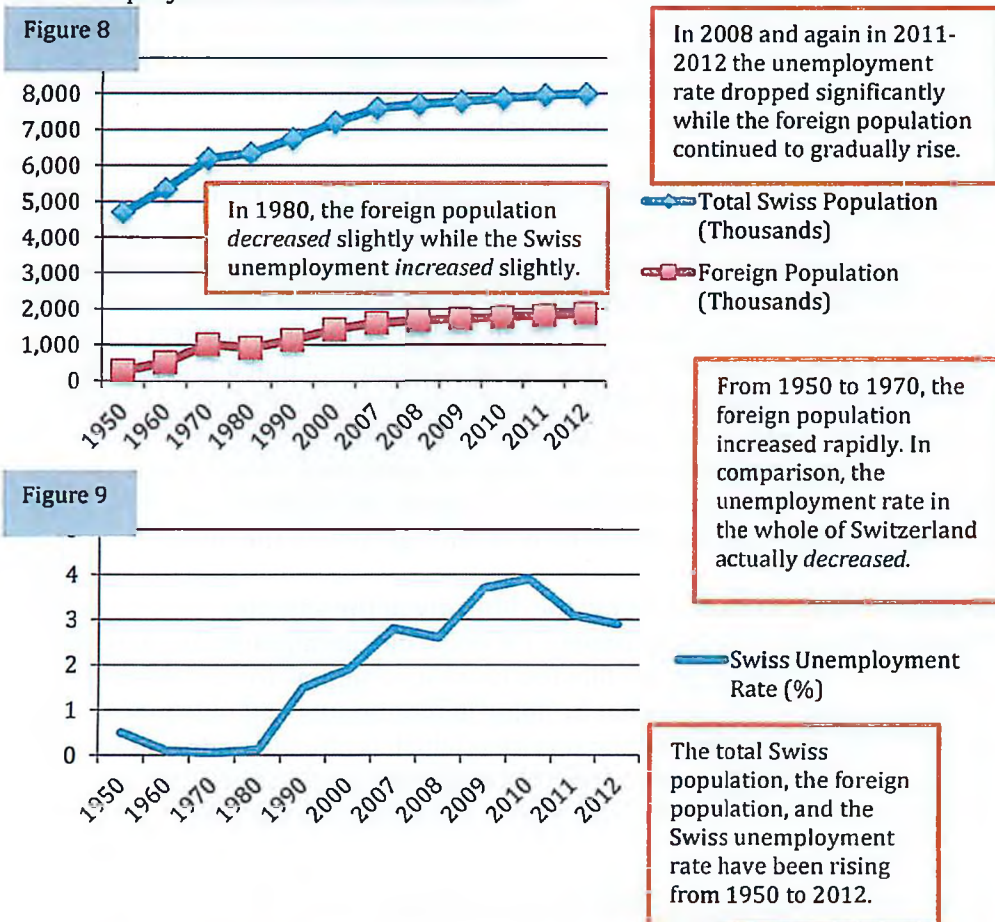 Figure 8
8,000
7,000
6,000
5,000
4,000
3,000
2,000
1,000
0
1950
1960
1970
1980
1990
2000
2007
2008
2009
2010
2011
2012
In 1980, the foreign population
decreased slightly while the Swiss
unemployment increased slightly.
In 2008 and again in 2011-
2012 the unemployment
rate dropped significantly
while the foreign population
continued to gradually rise.
Total Swiss Population
(Thousands)
Foreign Population
(Thousands)
From 1950 to 1970, the
foreign population
increased rapidly. In
comparison, the
unemployment rate in
the whole of Switzerland
actually decreased.
Figure 9
4
3
2
1
0
1950
1960
1970
1980
1990
2000
2007
2008
2009
2010
2011
2012
Swiss Unemployment
Rate (%)
The total Swiss
population, the foreign
population, and the
Swiss unemployment
rate have been rising
from 1950 to 2012.